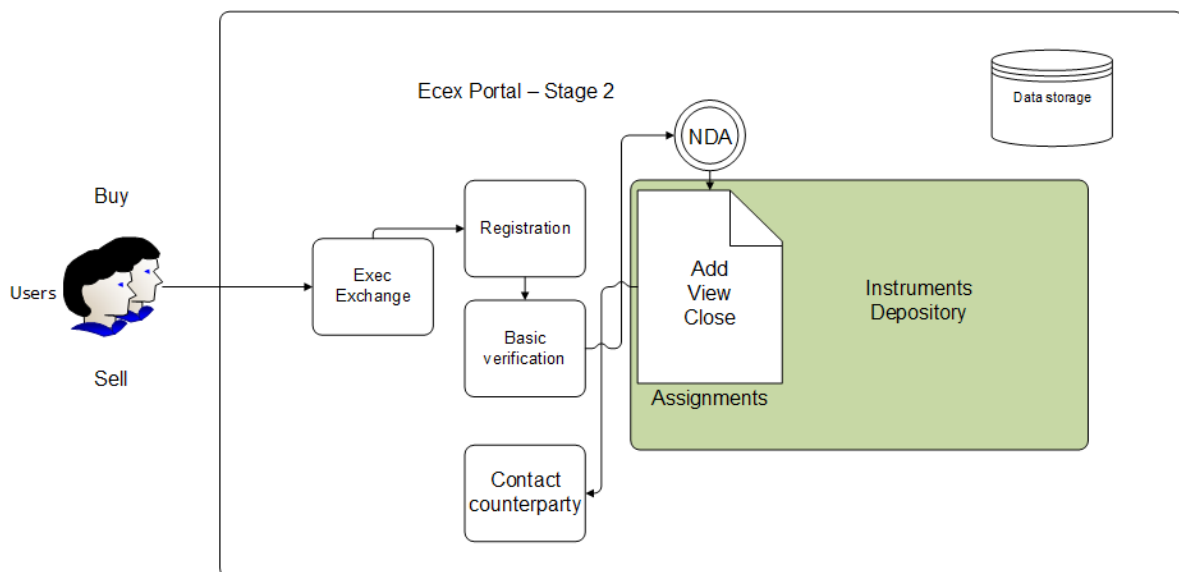 Ecex Portal – Stage 2
Data storage
NDA
Buy
Users
Sell
Exec
Exchange
Registration
Basic
verification
Add
View
Close
Assignments
Instruments
Depository
Contact
counterparty